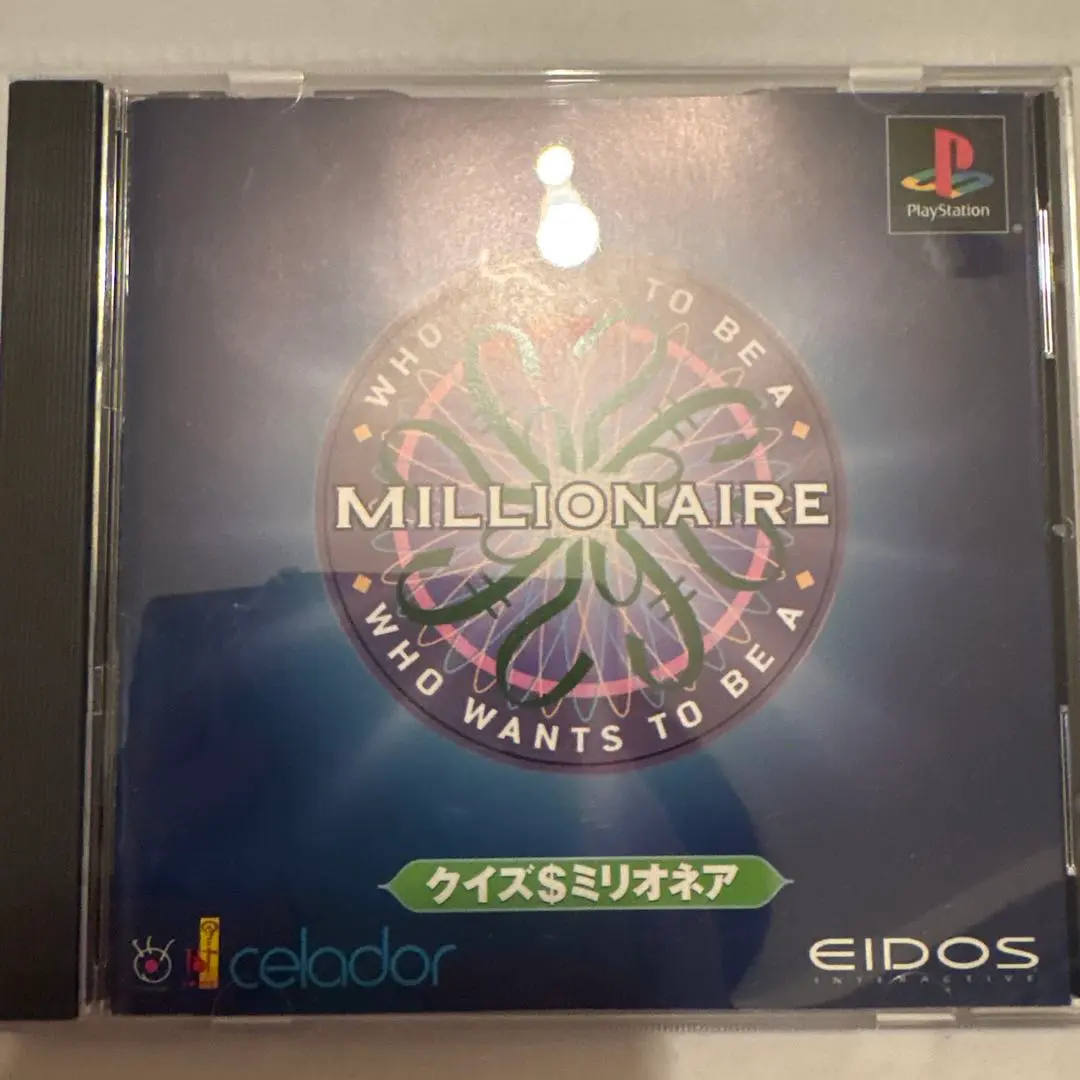 PlayStation
WHO TO BE A
MILLIONAIRE
WHO WANTS TO BE A
クイズ$ミリオネア
celador
EIDOS
INTERACTIVE